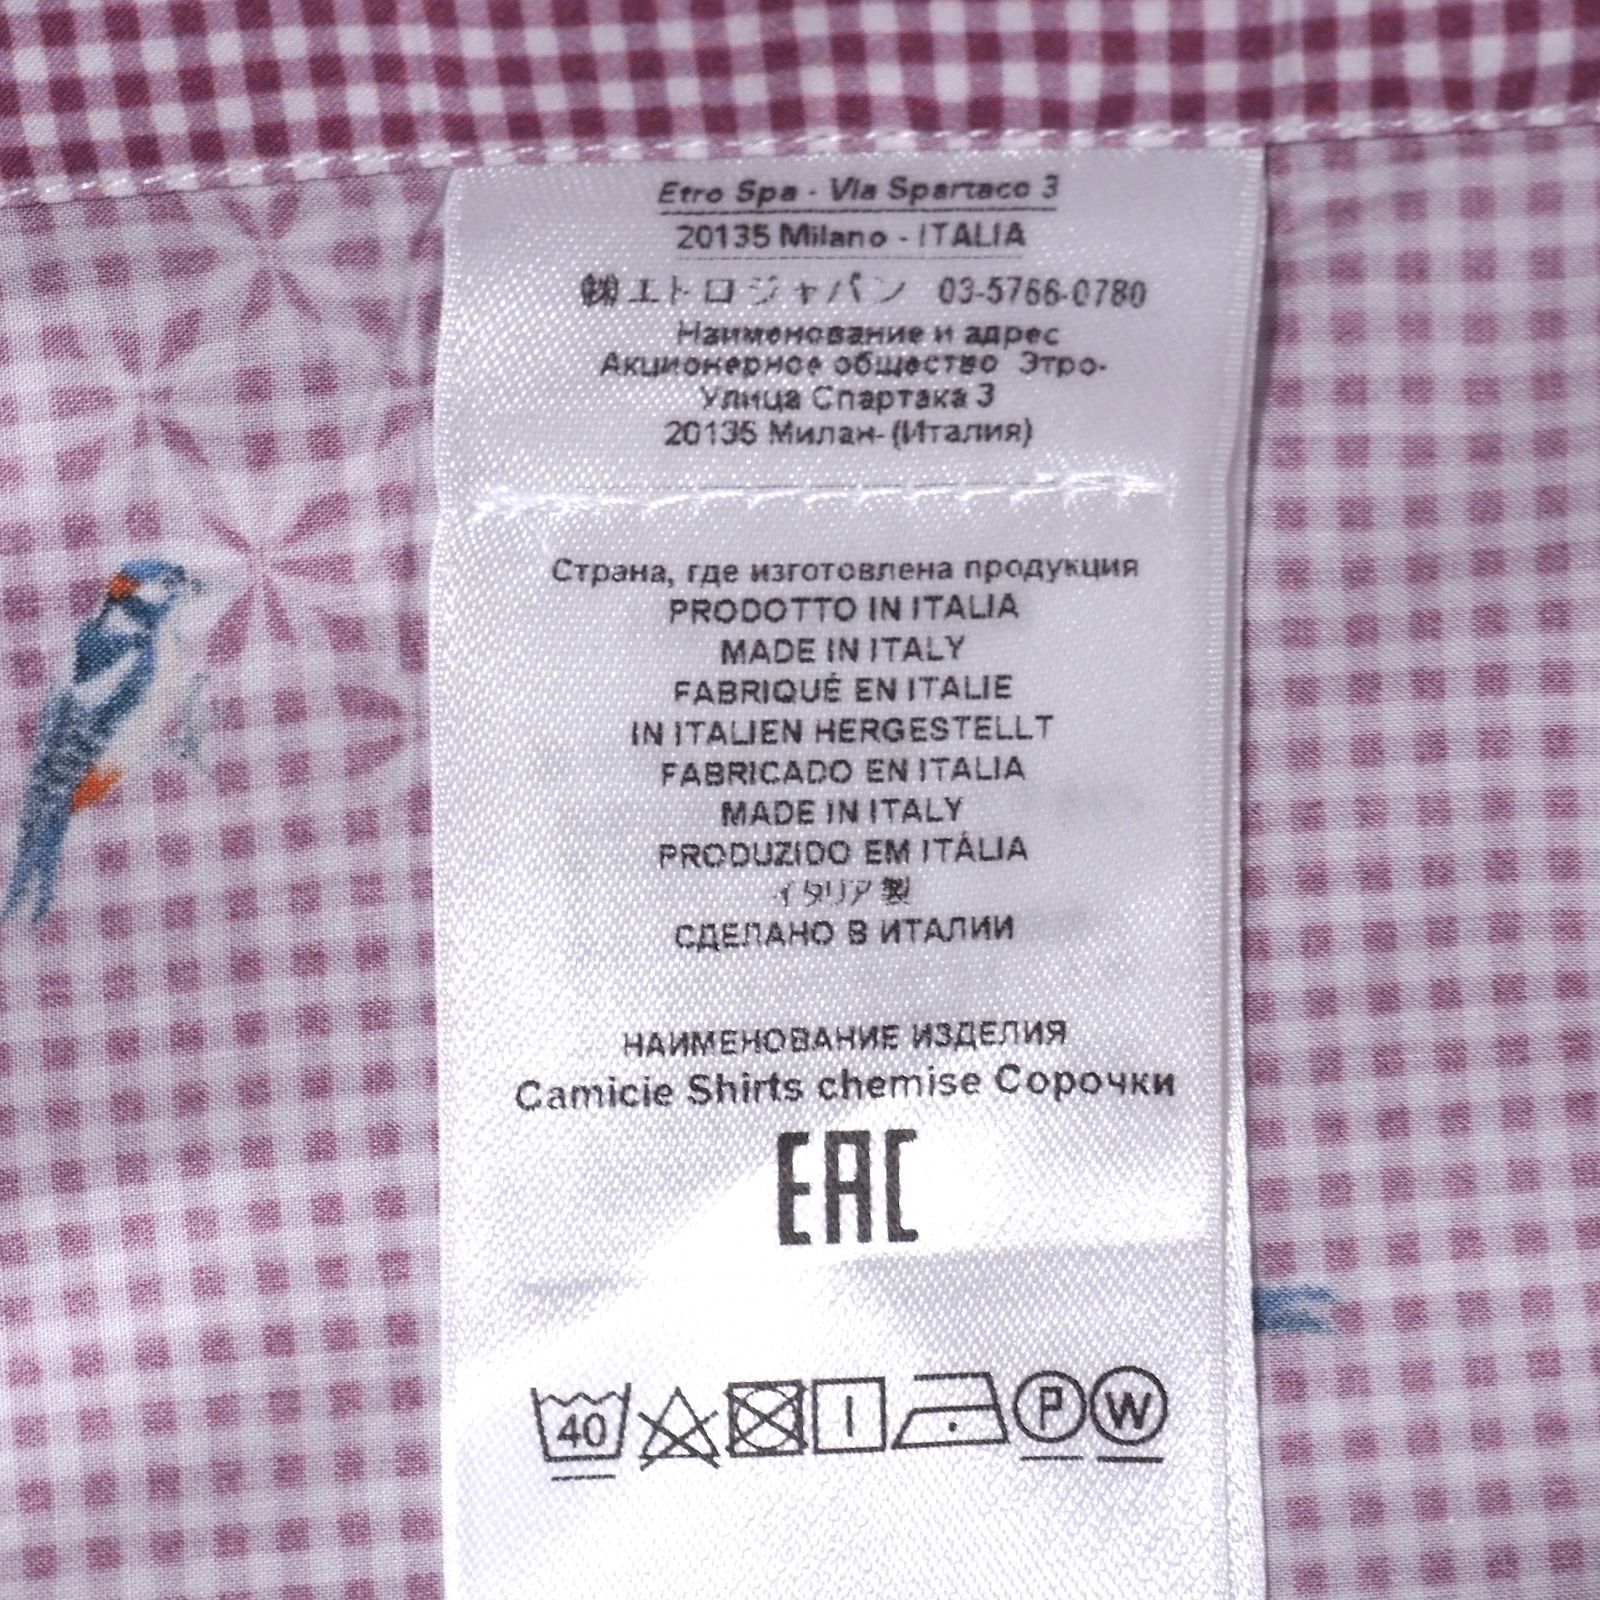 Etro Spa - Via Spartaco 3
20135 Milano - ITALIA
㈱エトロジャパン 03-5766-0780
Наименование и адрес
Акционерное общество Этро-
Улица Спартака 3
20135 Милан- (Италия)
Страна, где изготовлена продукция
PRODOTTO IN ITALIA
MADE IN ITALY
FABRIQUÉ EN ITALIE
IN ITALIEN HERGESTELLT
FABRICADO EN ITALIA
MADE IN ITALY
PRODUZIDO EM ITÁLIA
イタリア製
СДЕЛАНО В ИТАЛИИ
НАИМЕНОВАНИЕ ИЗДЕЛИЯ
Camicie Shirts chemise Сорочки
EAC
40 P W